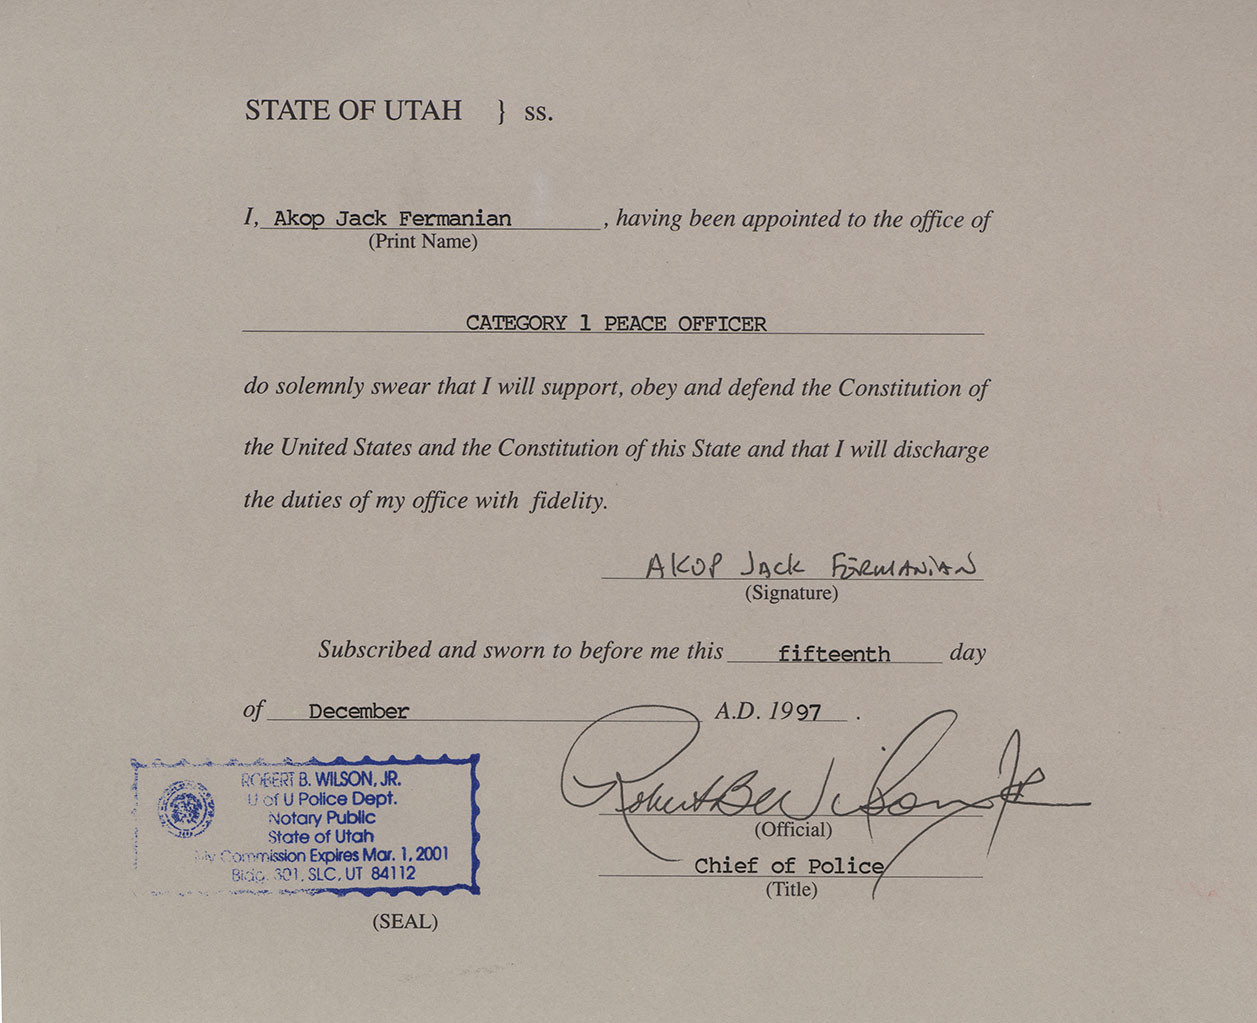 STATE OF UTAH } ss.
I, Akop Jack Fermanian, having been appointed to the office of
(Print Name)
CATEGORY 1 PEACE OFFICER
do solemnly swear that I will support, obey and defend the Constitution of
the United States and the Constitution of this State and that I will discharge
the duties of my office with fidelity.
AKOP JACK FERMANIAN
(Signature)
Subscribed and sworn to before me this fifteenth day
of December A.D. 1997.
ROBERT B. WILSON, JR.
U of U Police Dept.
Notary Public
State of Utah
My Commission Expires Mar. 1, 2001
Bldg. 301, SLC, UT 84112
(SEAL)
Robert B Wilson Jr
(Official)
Chief of Police
(Title)